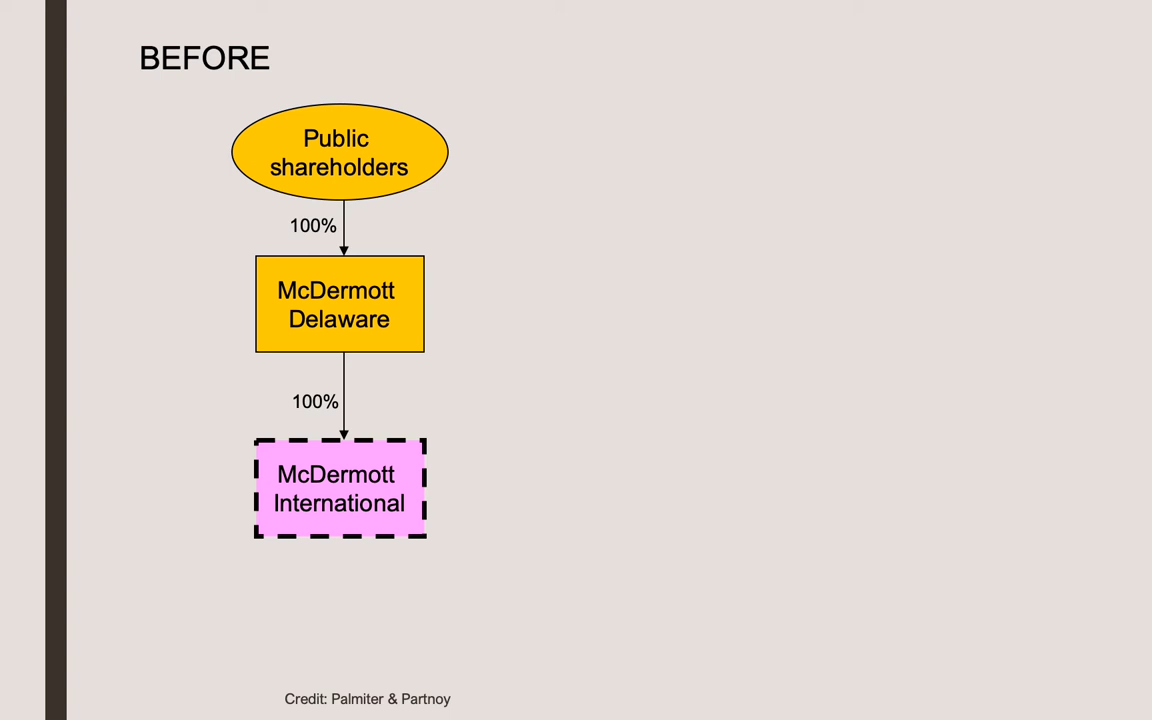 BEFORE
Public
shareholders
100%
McDermott
Delaware
100%
McDermott
International
Credit: Palmiter & Partnoy